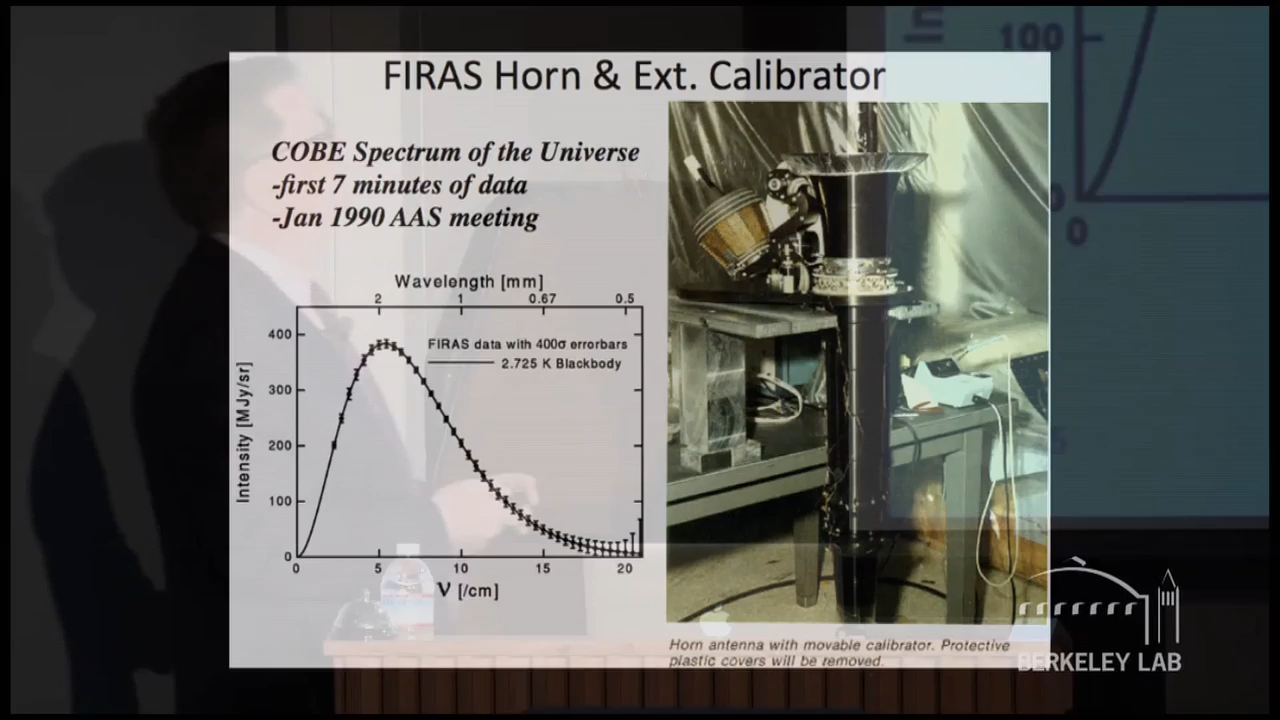 FIRAS Horn & Ext. Calibrator
COBE Spectrum of the Universe
-first 7 minutes of data
-Jan 1990 AAS meeting
Wavelength [mm]
2 1 0.67 0.5
400
300
200
100
0
Intensity [MJy/sr]
FIRAS data with 400σ errorbars
2.725 K Blackbody
0 5 10 15 20
ν [/cm]
Horn antenna with movable calibrator. Protective
plastic covers will be removed.
100
0
BERKELEY LAB